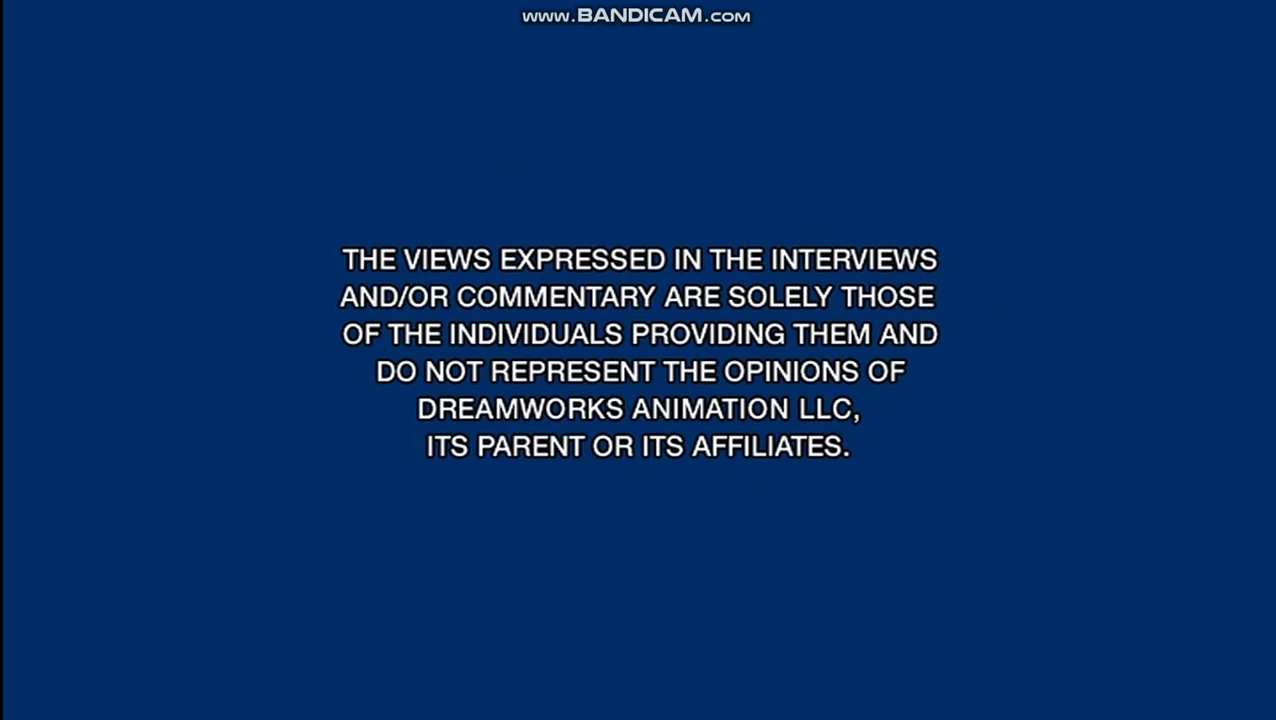 www.BANDICAM.com
THE VIEWS EXPRESSED IN THE INTERVIEWS
AND/OR COMMENTARY ARE SOLELY THOSE
OF THE INDIVIDUALS PROVIDING THEM AND
DO NOT REPRESENT THE OPINIONS OF
DREAMWORKS ANIMATION LLC,
ITS PARENT OR ITS AFFILIATES.